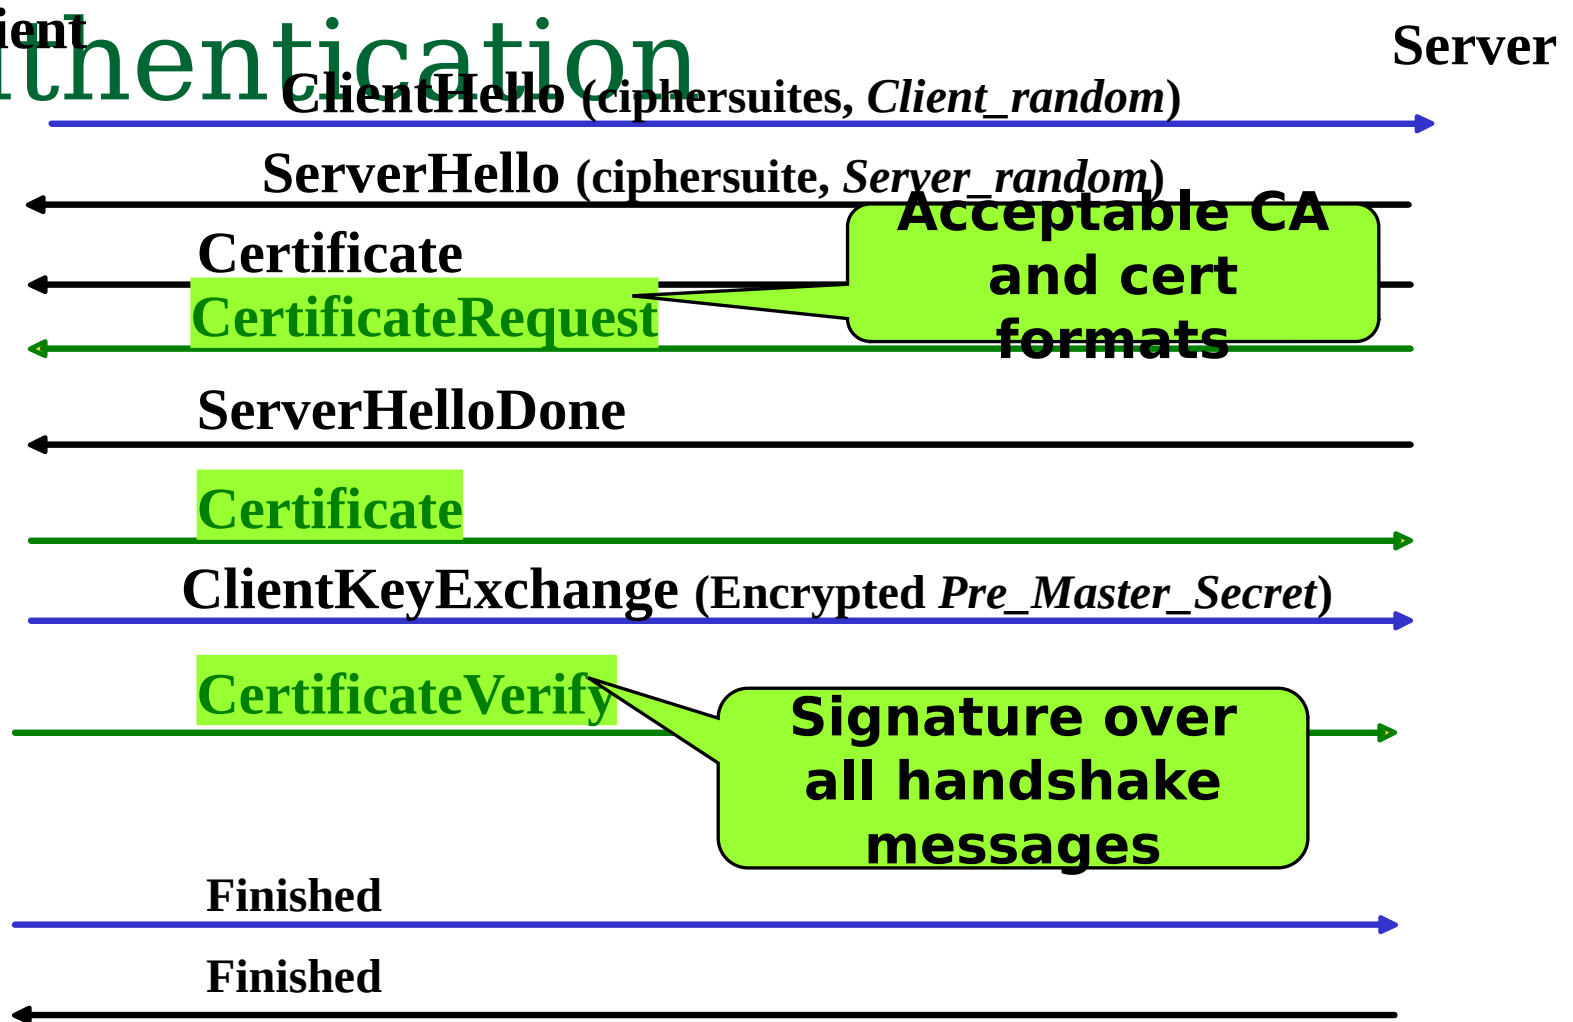 ient
uthentication
Server
ClientHello (ciphersuites, Client_random)
ServerHello (ciphersuite, Server_random)
Acceptable CA
and cert
formats
Certificate
CertificateRequest
ServerHelloDone
Certificate
ClientKeyExchange (Encrypted Pre_Master_Secret)
CertificateVerify
Signature over
all handshake
messages
Finished
Finished